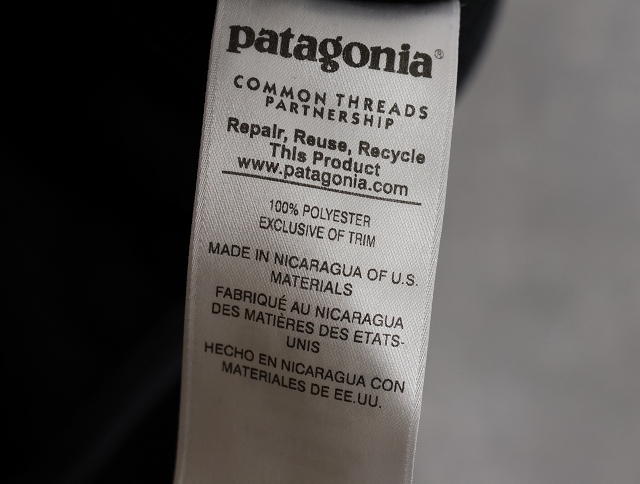 patagonia®
COMMON THREADS
PARTNERSHIP
Repair, Reuse, Recycle
This Product
www.patagonia.com
100% POLYESTER
EXCLUSIVE OF TRIM
MADE IN NICARAGUA OF U.S.
MATERIALS
FABRIQUÉ AU NICARAGUA
DES MATIÈRES DES ETATS-
UNIS
HECHO EN NICARAGUA CON
MATERIALES DE EE.UU.